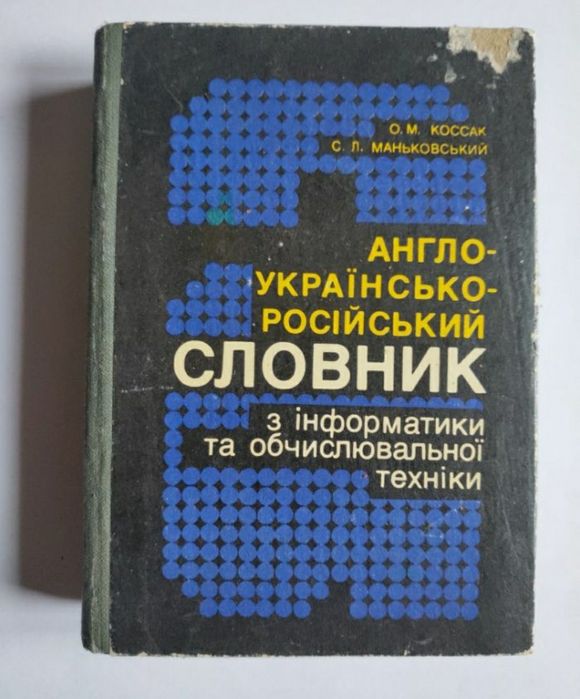 О. М. КОССАК
С. Л. МАНЬКОВСЬКИЙ
АНГЛО-
УКРАЇНСЬКО-
РОСІЙСЬКИЙ
СЛОВНИК
з інформатики
та обчислювальної
техніки